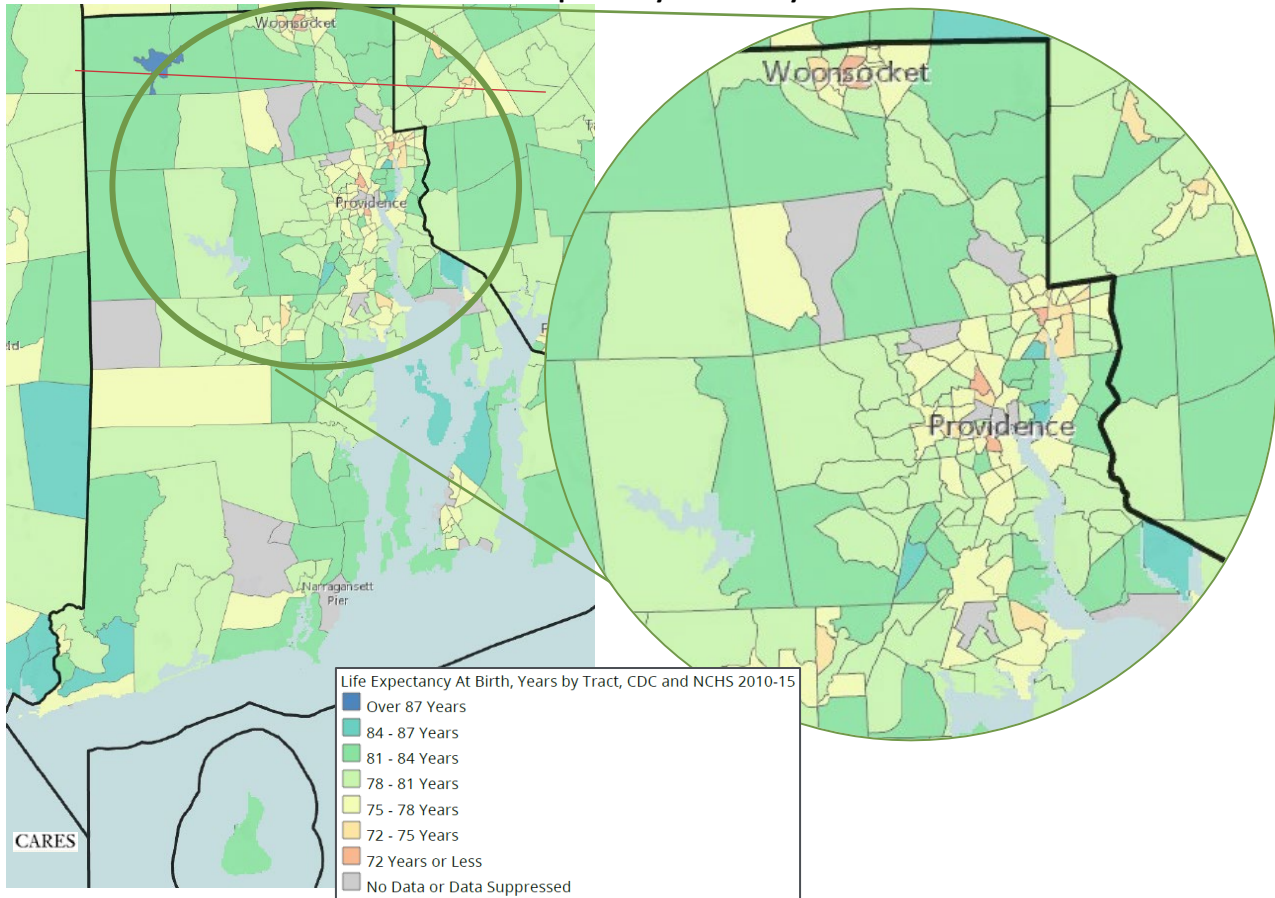 Woonsocket
Woonsocket
Providence
Providence
Narragansett
Pier
Life Expectancy At Birth, Years by Tract, CDC and NCHS 2010-15
Over 87 Years
84 - 87 Years
81 - 84 Years
78 - 81 Years
75 - 78 Years
72 - 75 Years
72 Years or Less
No Data or Data Suppressed
CARES